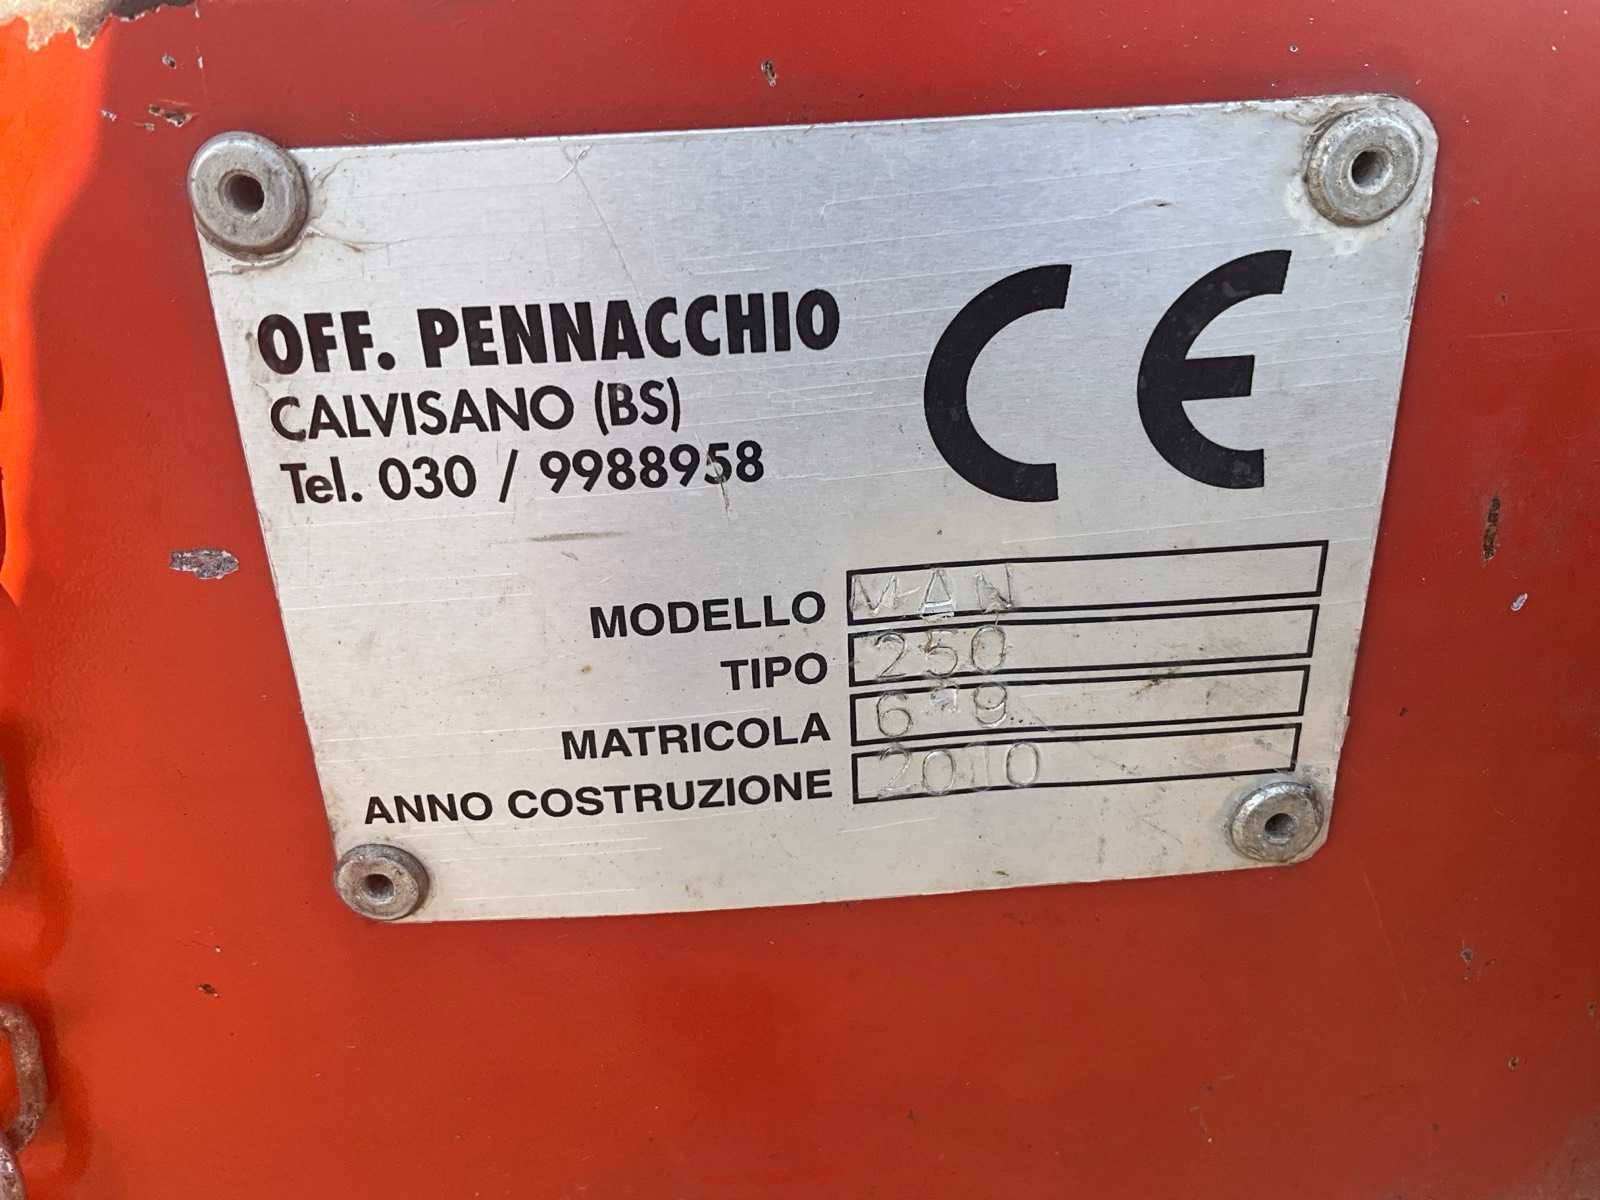 OFF. PENNACCHIO
CALVISANO (BS)
Tel. 030 / 9988958
CE
MODELLO MAN
TIPO 250
MATRICOLA
ANNO COSTRUZIONE 2010